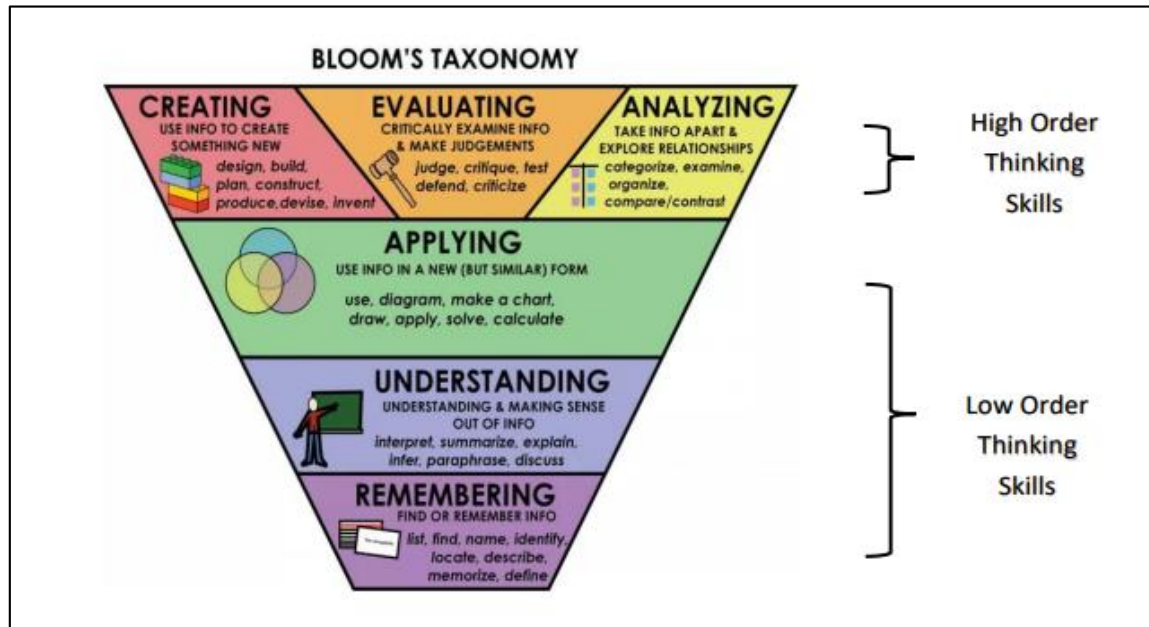 BLOOM'S TAXONOMY
CREATING
USE INFO TO CREATE
SOMETHING NEW
design, build,
plan, construct,
produce,devise, invent
EVALUATING
CRITICALLY EXAMINE INFO
& MAKE JUDGEMENTS
judge, critique, test
defend, criticize
ANALYZING
TAKE INFO APART &
EXPLORE RELATIONSHIPS
categorize, examine,
organize,
compare/contrast
High Order
Thinking
Skills
APPLYING
USE INFO IN A NEW (BUT SIMILAR) FORM
use, diagram, make a chart,
draw, apply, solve, calculate
UNDERSTANDING
UNDERSTANDING & MAKING SENSE
OUT OF INFO
interpret, summarize, explain,
infer, paraphrase, discuss
Low Order
Thinking
Skills
REMEMBERING
FIND OR REMEMBER INFO
list, find, name, identify,
locate, describe,
memorize, define